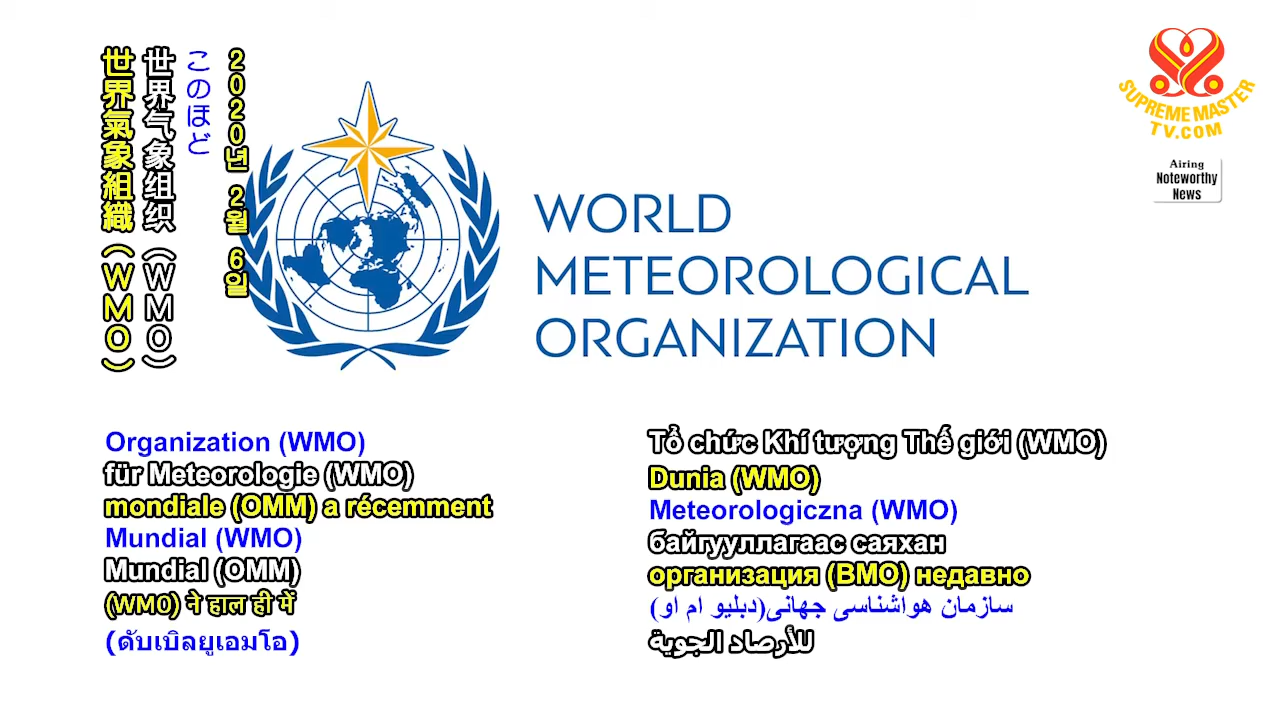 世界氣象組織（WMO）
世界气象组织（WMO）
このほど
2020년 2월 6일
WORLD
METEOROLOGICAL
ORGANIZATION
SUPREME MASTER
TV.COM
Airing
Noteworthy
News
Organization (WMO)
für Meteorologie (WMO)
mondiale (OMM) a récemment
Mundial (WMO)
Mundial (OMM)
(WM0) ने हाल ही में
(ดับเบิลยูเอมโอ)
Tổ chức Khí tượng Thế giới (WMO)
Dunia (WMO)
Meteorologiczna (WMO)
байгууллагаас саяхан
организация (ВМО) недавно
سازمان هواشناسی جهانی(دبلیو ام او)
للأرصاد الجوية